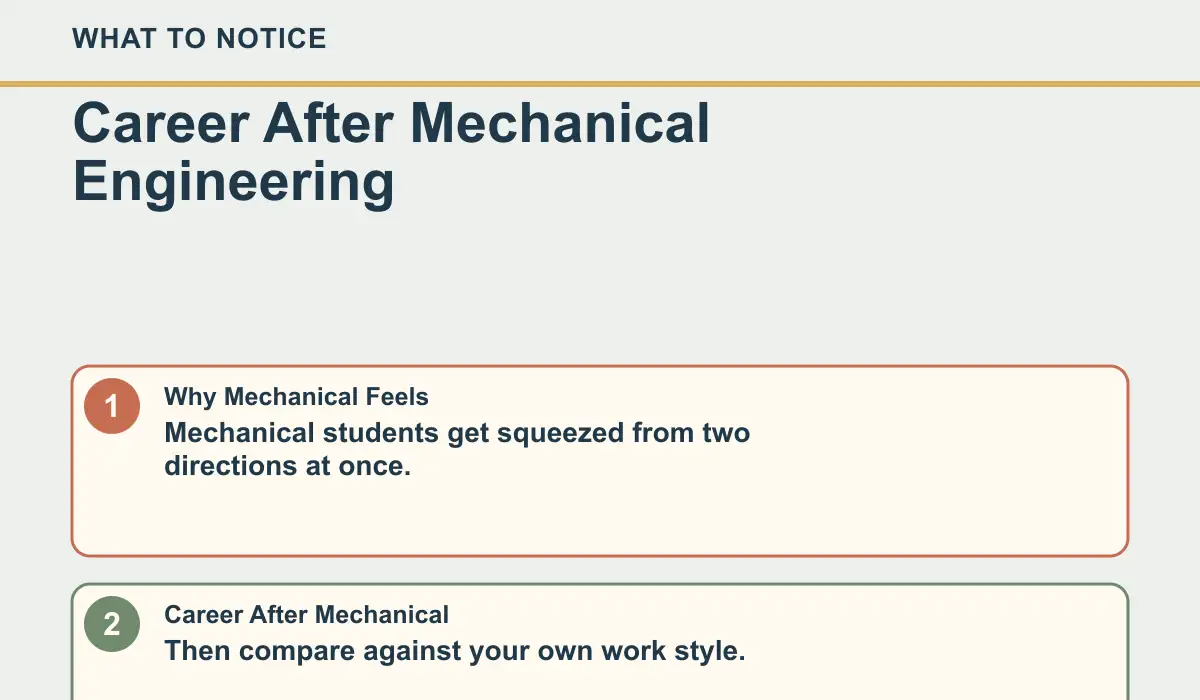 WHAT TO NOTICE
Career After Mechanical
Engineering
1
Why Mechanical Feels
Mechanical students get squeezed from two
directions at once.
2
Career After Mechanical
Then compare against your own work style.